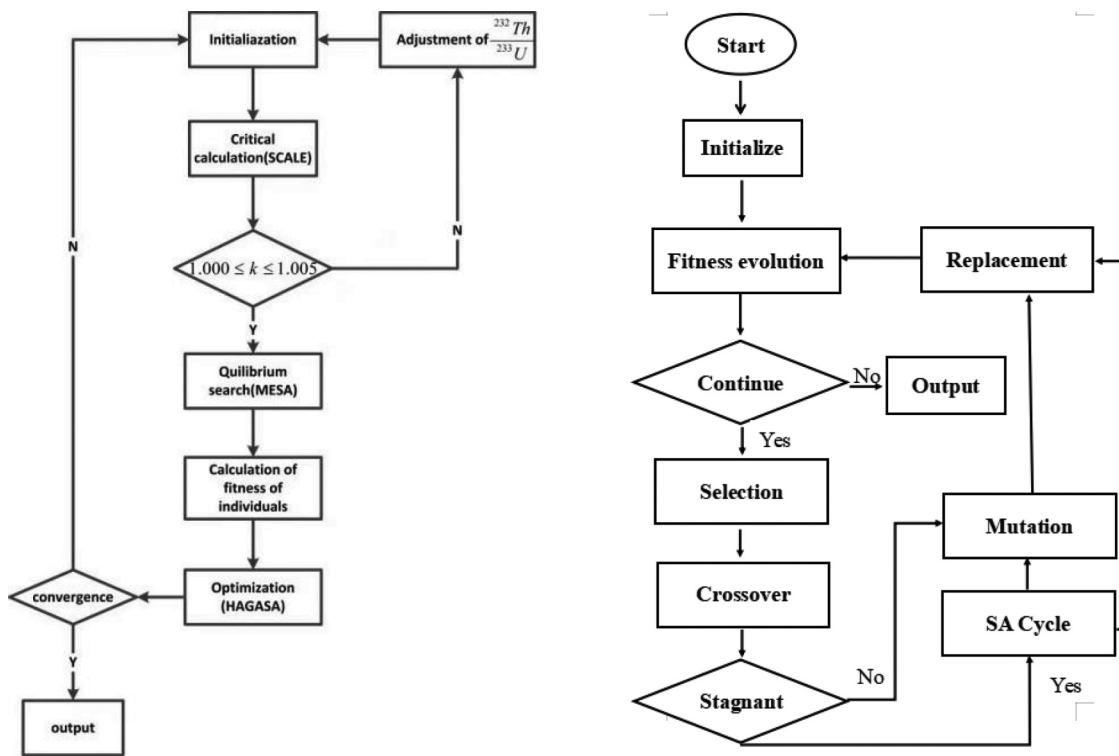 Initialiazation
Adjustment of ²³²Th / ²³³U
Critical
calculation(SCALE)
N
N
1.000 ≤ k ≤ 1.005
Y
Quilibrium
search(MESA)
Calculation of
fitness of
individuals
Optimization
(HAGASA)
convergence
Y
output
Start
Initialize
Fitness evolution
Replacement
Continue
No
Output
Yes
Selection
Mutation
Crossover
SA Cycle
No
Stagnant
Yes